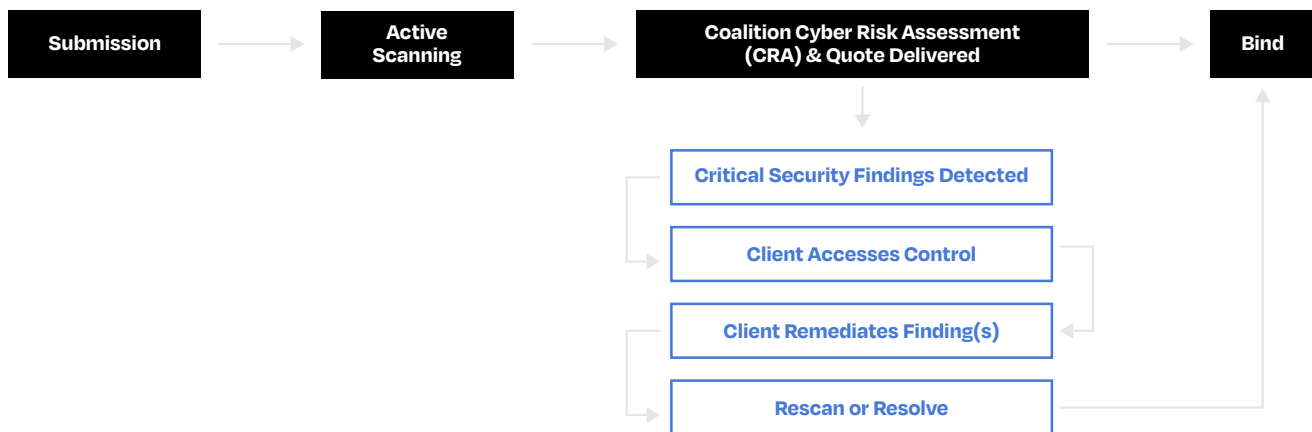 Submission
Active
Scanning
Coalition Cyber Risk Assessment
(CRA) & Quote Delivered
Bind
Critical Security Findings Detected
Client Accesses Control
Client Remediates Finding(s)
Rescan or Resolve